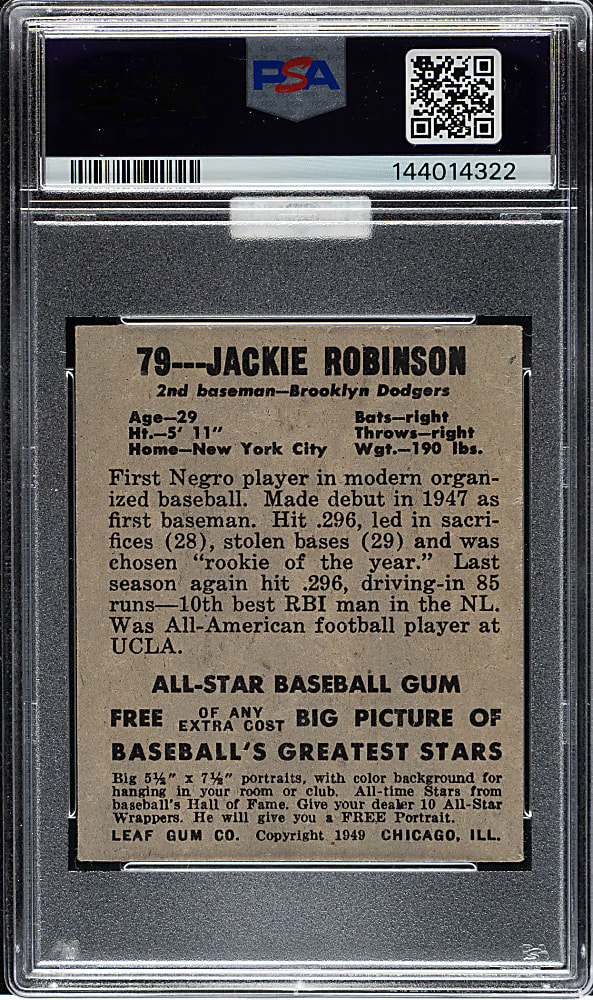 PSA
144014322
79---JACKIE ROBINSON
2nd baseman—Brooklyn Dodgers
Age—29 Bats—right
Ht.—5' 11" Throws—right
Home—New York City Wgt.—190 lbs.
First Negro player in modern organ-
ized baseball. Made debut in 1947 as
first baseman. Hit .296, led in sacri-
fices (28), stolen bases (29) and was
chosen "rookie of the year." Last
season again hit .296, driving-in 85
runs—10th best RBI man in the NL.
Was All-American football player at
UCLA.
ALL-STAR BASEBALL GUM
FREE OF ANY EXTRA COST BIG PICTURE OF
BASEBALL'S GREATEST STARS
Big 5½" x 7½" portraits, with color background for
hanging in your room or club. All-time Stars from
baseball's Hall of Fame. Give your dealer 10 All-Star
Wrappers. He will give you a FREE Portrait.
LEAF GUM CO. Copyright 1949 CHICAGO, ILL.